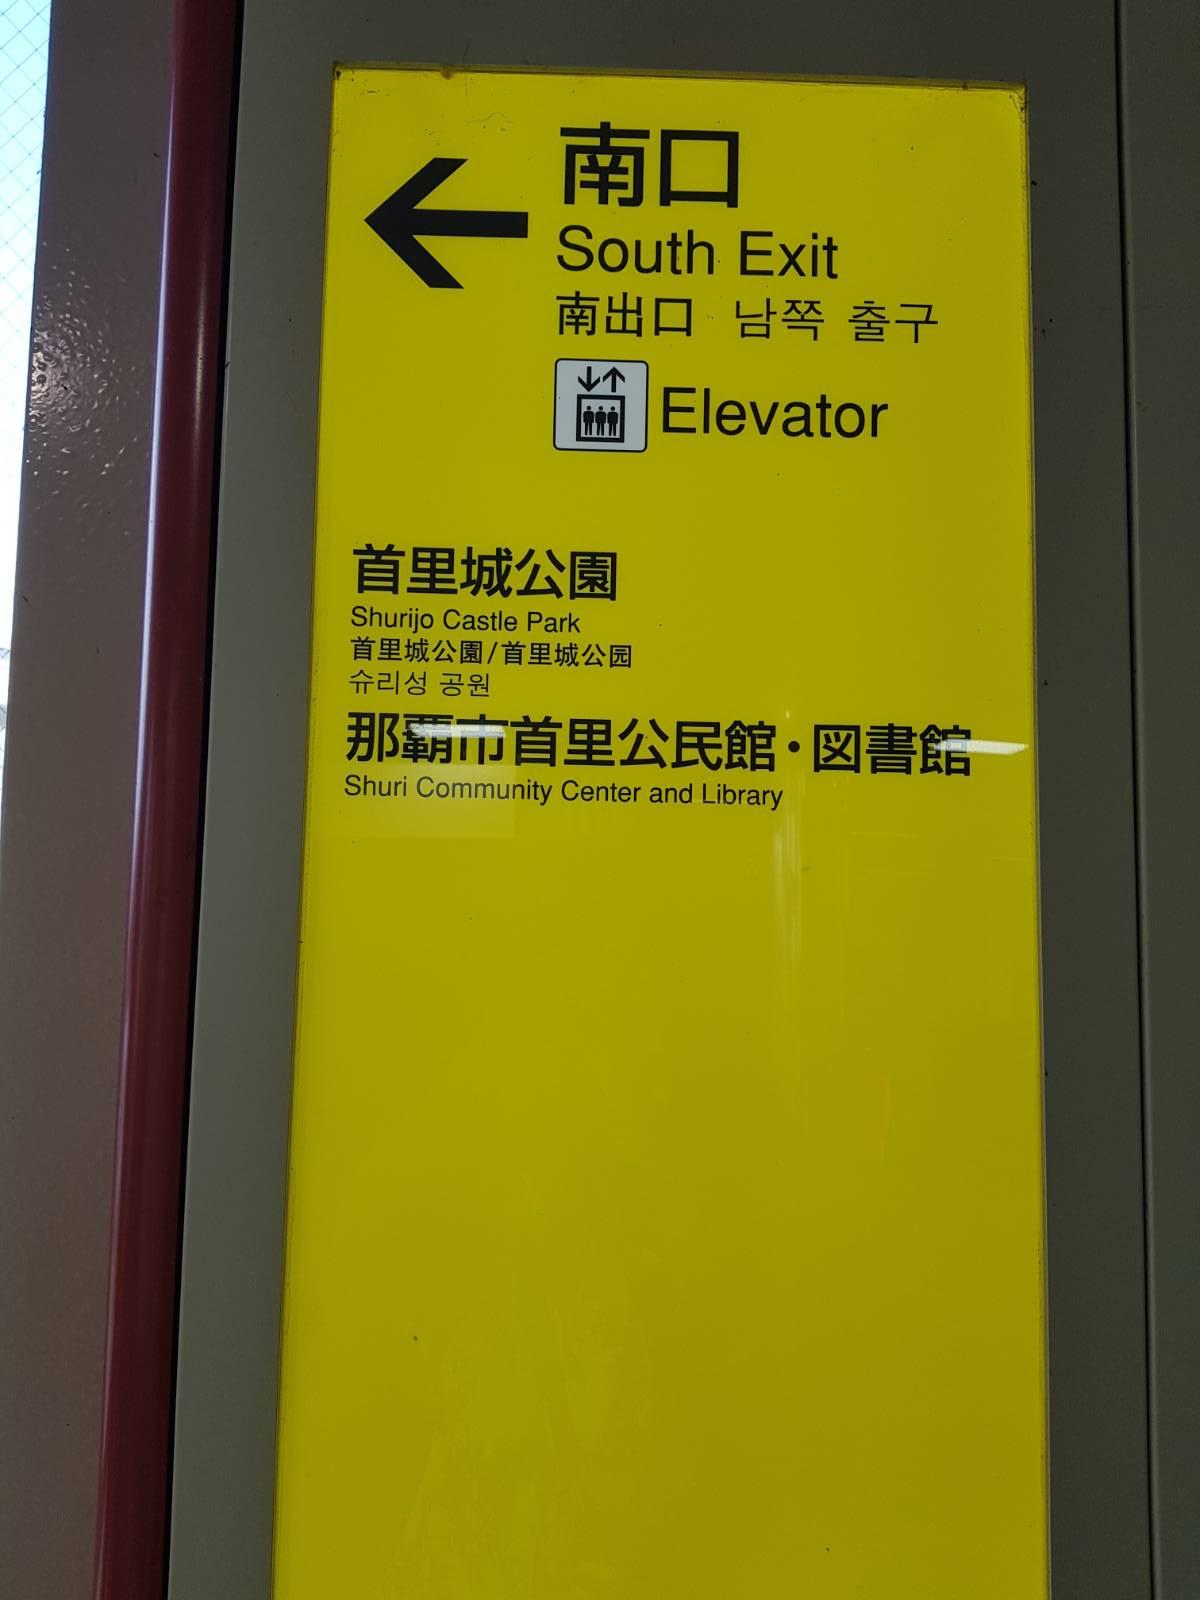 南口
South Exit
南出口 남쪽 출구
Elevator
首里城公園
Shurijo Castle Park
首里城公園/首里城公园
슈리성 공원
那覇市首里公民館・図書館
Shuri Community Center and Library